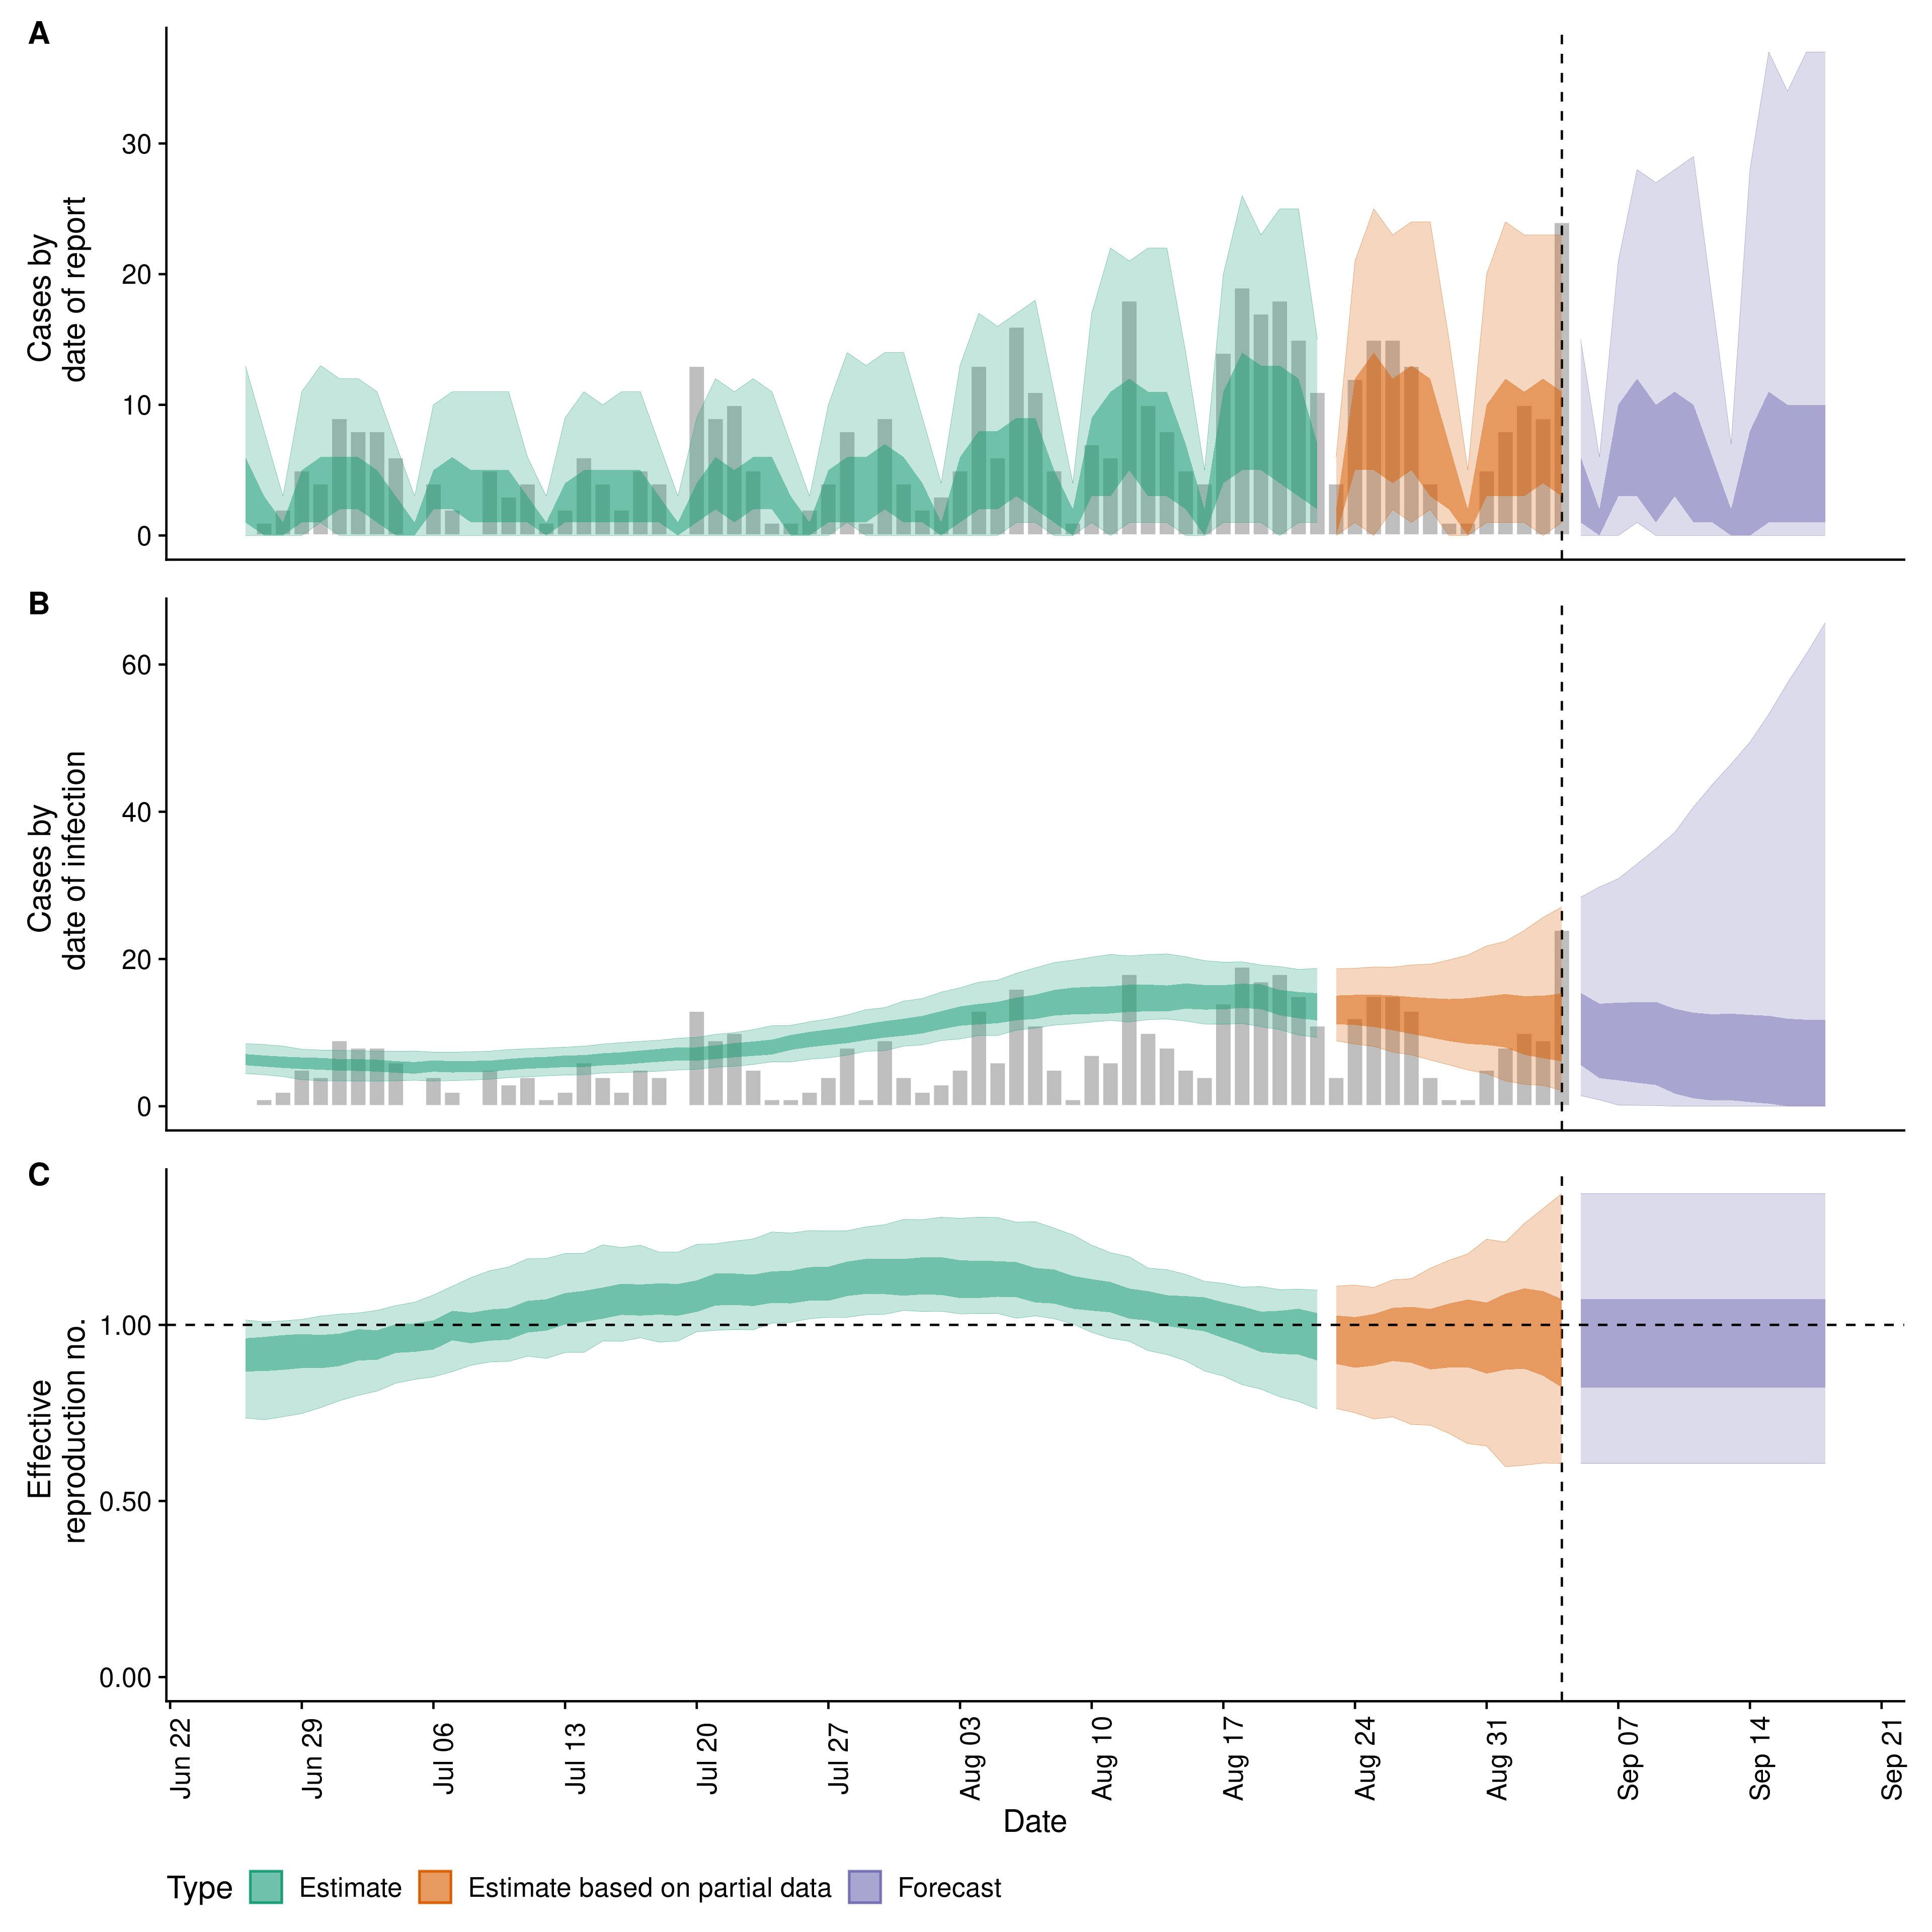 A
Cases by
date of report
30
20
10
0
B
Cases by
date of infection
60
40
20
0
C
Effective
reproduction no.
1.00
0.50
0.00
Jun 22
Jun 29
Jul 06
Jul 13
Jul 20
Jul 27
Aug 03
Aug 10
Aug 17
Aug 24
Aug 31
Sep 07
Sep 14
Sep 21
Date
Type Estimate Estimate based on partial data Forecast